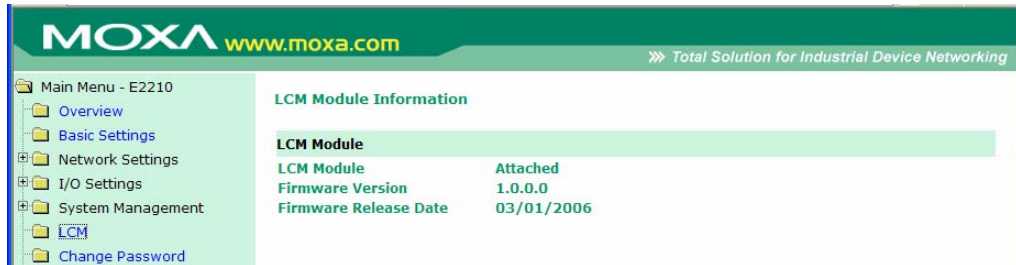 MOXA www.moxa.com
Total Solution for Industrial Device Networking
Main Menu - E2210
Overview
Basic Settings
Network Settings
I/O Settings
System Management
LCM
Change Password
LCM Module Information
LCM Module
LCM Module Attached
Firmware Version 1.0.0.0
Firmware Release Date 03/01/2006